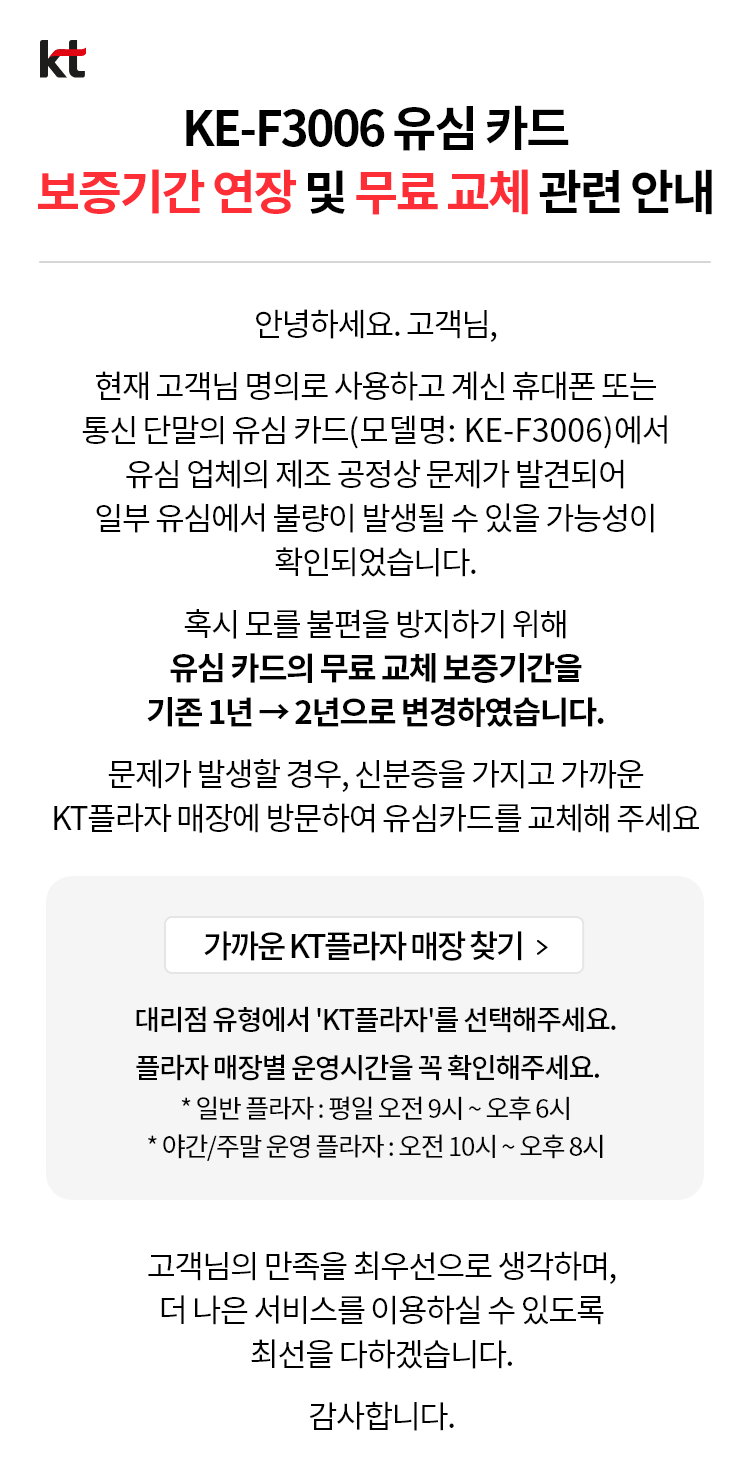 kt
KE-F3006 유심 카드
보증기간 연장 및 무료 교체 관련 안내
안녕하세요. 고객님,
현재 고객님 명의로 사용하고 계신 휴대폰 또는
통신 단말의 유심 카드(모델명: KE-F3006)에서
유심 업체의 제조 공정상 문제가 발견되어
일부 유심에서 불량이 발생될 수 있을 가능성이
확인되었습니다.
혹시 모를 불편을 방지하기 위해
유심 카드의 무료 교체 보증기간을
기존 1년 → 2년으로 변경하였습니다.
문제가 발생할 경우, 신분증을 가지고 가까운
KT플라자 매장에 방문하여 유심카드를 교체해 주세요
가까운 KT플라자 매장 찾기 >
대리점 유형에서 'KT플라자'를 선택해주세요.
플라자 매장별 운영시간을 꼭 확인해주세요.
* 일반 플라자 : 평일 오전 9시 ~ 오후 6시
* 야간/주말 운영 플라자 : 오전 10시 ~ 오후 8시
고객님의 만족을 최우선으로 생각하며,
더 나은 서비스를 이용하실 수 있도록
최선을 다하겠습니다.
감사합니다.